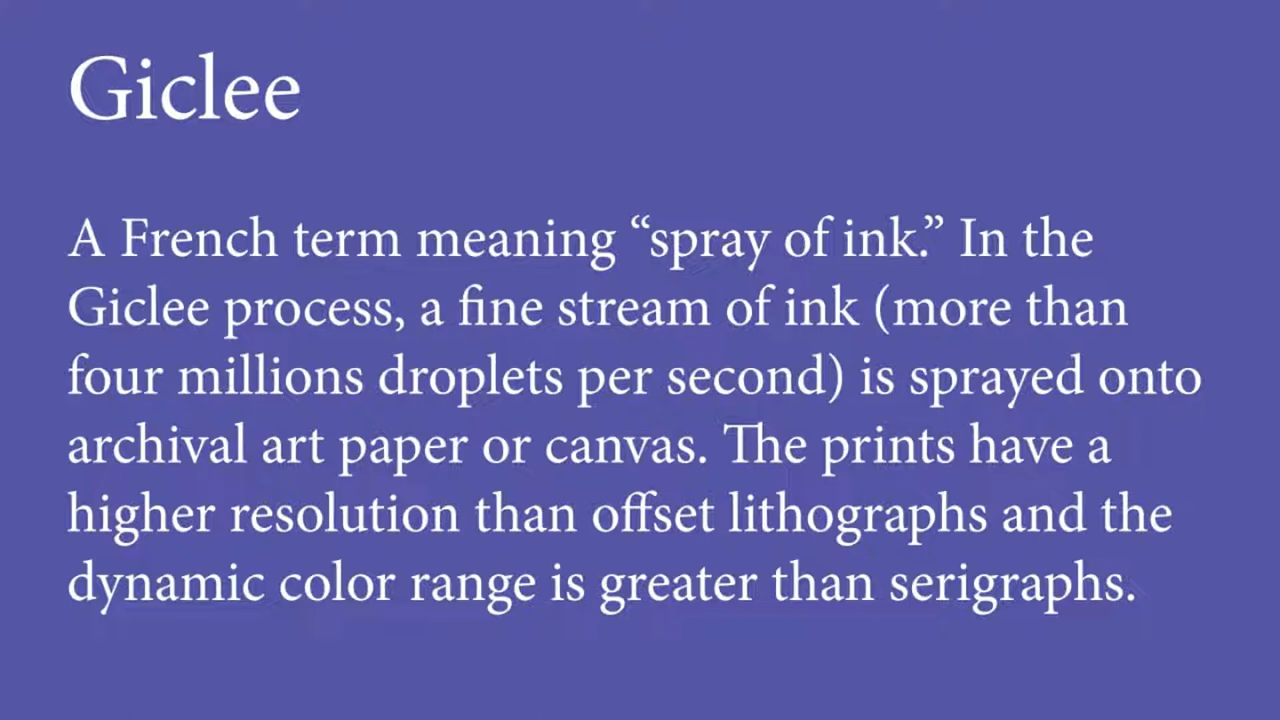 Giclee
A French term meaning “spray of ink.” In the
Giclee process, a fine stream of ink (more than
four millions droplets per second) is sprayed onto
archival art paper or canvas. The prints have a
higher resolution than offset lithographs and the
dynamic color range is greater than serigraphs.